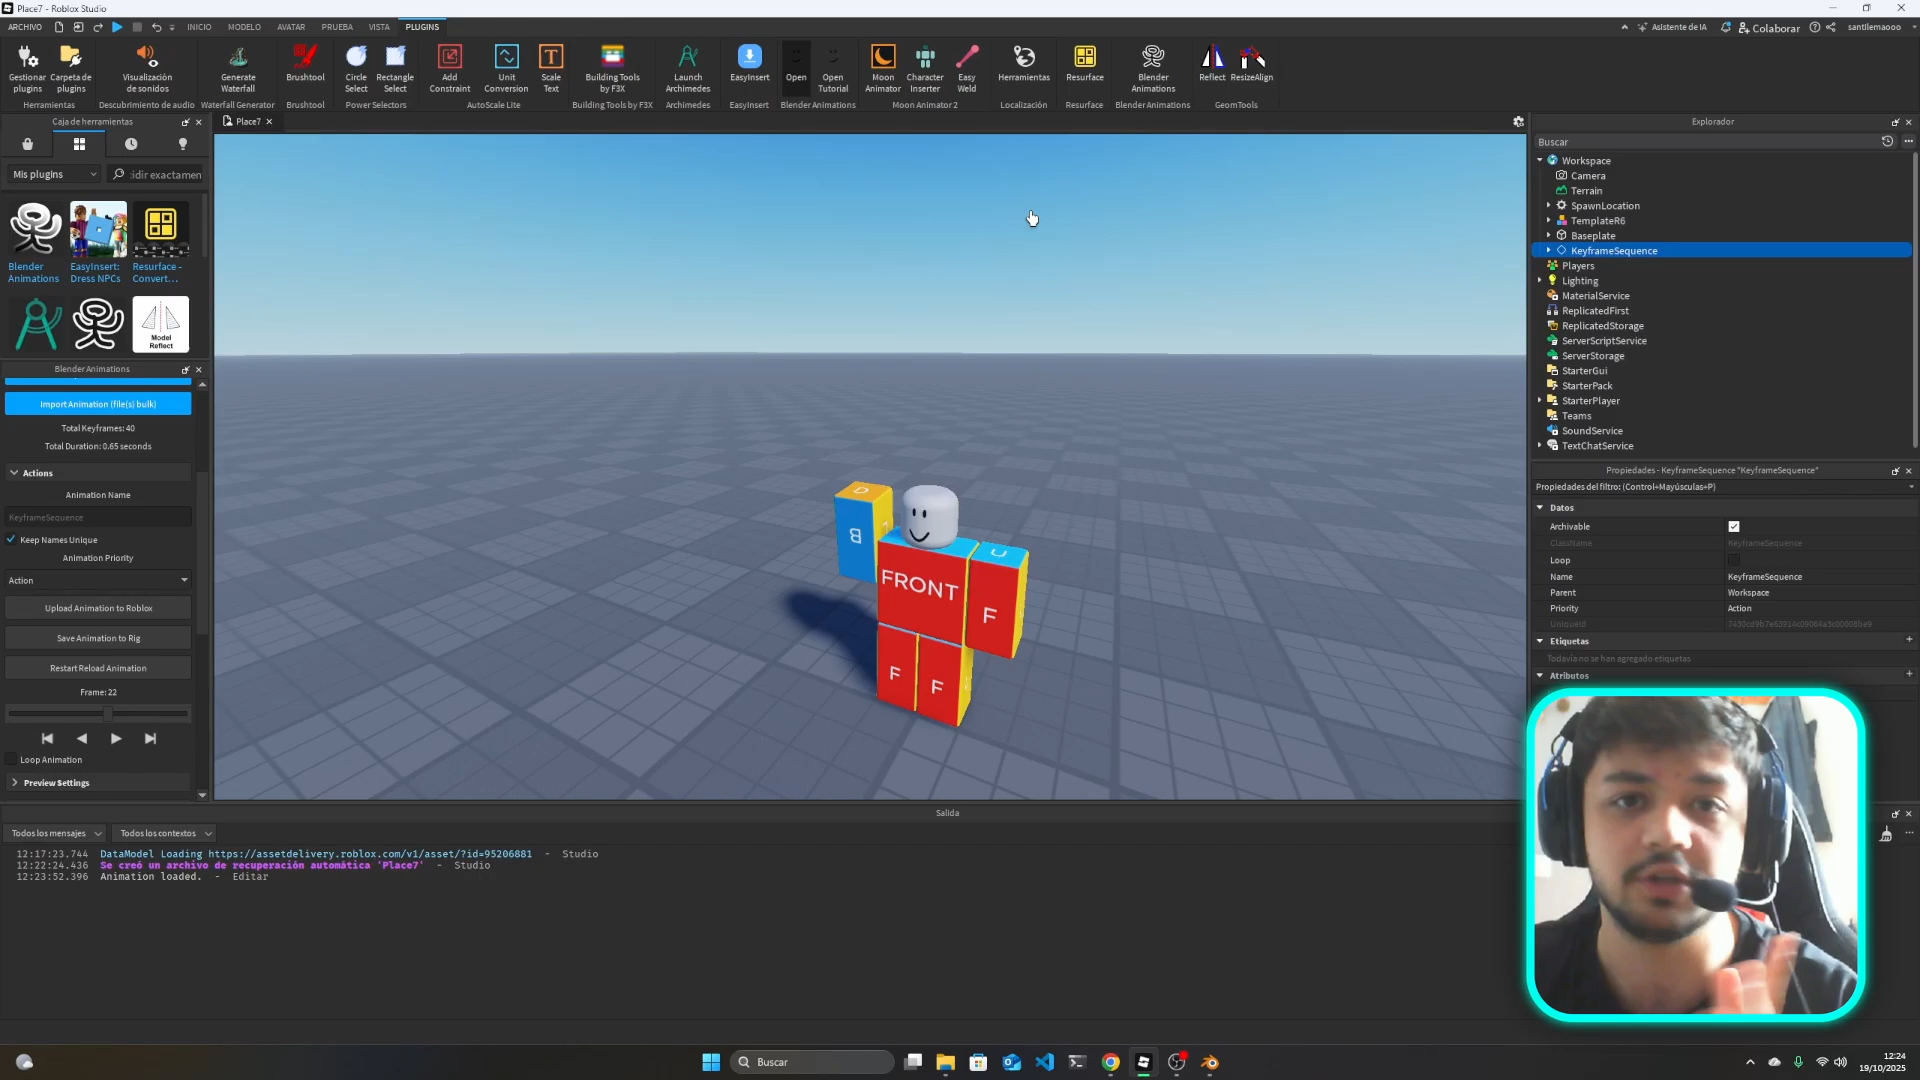 Place7 - Roblox Studio
ARCHIVO INICIO MODELO AVATAR PRUEBA VISTA PLUGINS Asistente de IA Colaborar santilemaooo
Gestionar plugins
Carpeta de plugins
Visualización de sonidos
Generate Waterfall
Brushtool
Circle Select
Rectangle Select
Add Constraint
Unit Conversion
Scale Text
Building Tools by F3X
Launch Archimedes
EasyInsert
Open
Open Tutorial
Moon Animator
Character Inserter
Easy Weld
Herramientas
Resurface
Blender Animations
Reflect
ResizeAlign
Herramientas Descubrimiento de audio Waterfall Generator Brushtool Power Selectors AutoScale Lite Building Tools by F3X Archimedes EasyInsert Blender Animations Moon Animator 2 Localización Resurface Blender Animations GeomTools
Caja de herramientas
Mis plugins
:idir exactamen
Blender Animations
EasyInsert: Dress NPCs
Resurface - Convert...
Model Reflect
Blender Animations
Import Animation (file(s) bulk)
Total Keyframes: 40
Total Duration: 0.65 seconds
Actions
Animation Name
KeyframeSequence
Keep Names Unique
Animation Priority
Action
Upload Animation to Roblox
Save Animation to Rig
Restart Reload Animation
Frame: 22
Loop Animation
Preview Settings
Place7
D
B
U
FRONT
F
F
F
Explorador
Buscar
Workspace
Camera
Terrain
SpawnLocation
TemplateR6
Baseplate
KeyframeSequence
Players
Lighting
MaterialService
ReplicatedFirst
ReplicatedStorage
ServerScriptService
ServerStorage
StarterGui
StarterPack
StarterPlayer
Teams
SoundService
TextChatService
Propiedades - KeyframeSequence "KeyframeSequence"
Propiedades del filtro: (Control+Mayúsculas+P)
Datos
Archivable
ClassName KeyframeSequence
Loop
Name KeyframeSequence
Parent Workspace
Priority Action
UniqueId
Etiquetas
Todavía no se han agregado etiquetas
Atributos
Salida
Todos los mensajes Todos los contextos
12:17:23.744 DataModel Loading https://assetdelivery.roblox.com/v1/asset/?id=95206881 - Studio
12:22:24.436 Se creó un archivo de recuperación automática 'Place7' - Studio
12:23:52.396 Animation loaded. - Editar
Buscar
12:24
19/10/2025